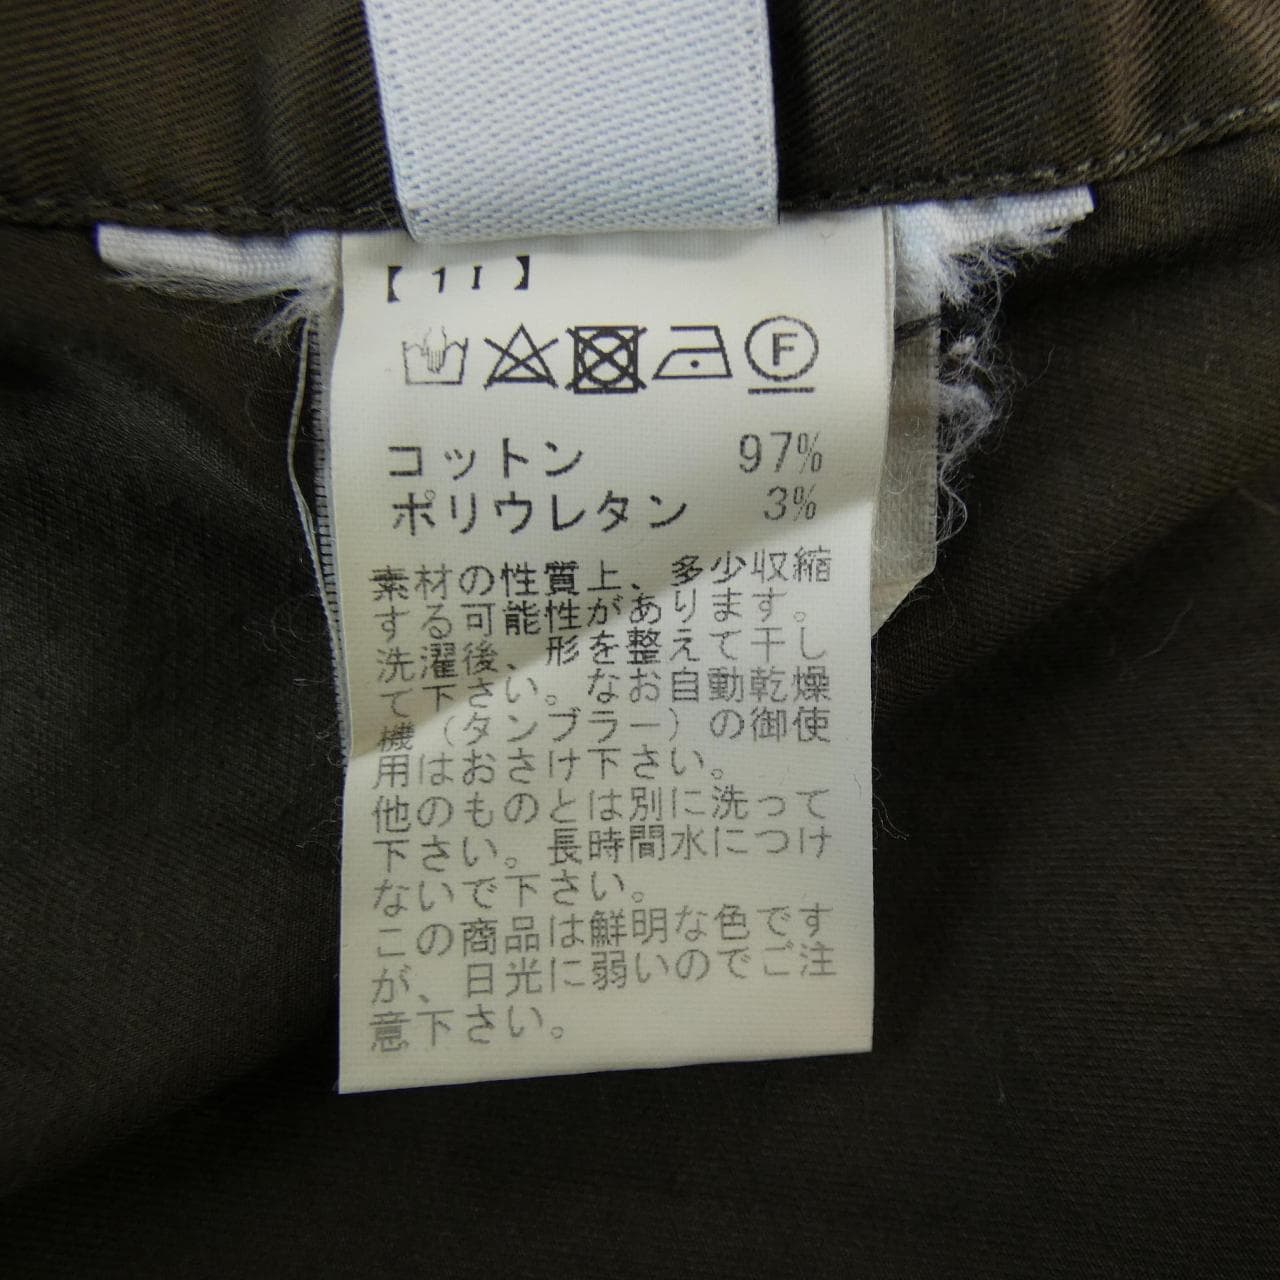 F
コットン 97%
ポリウレタン 3%
素材の性質上、多少収縮
する可能性があります。
洗濯後、形を整えて干し
て下さい。なお自動乾燥
機（タンブラー）の御使
用はおさけ下さい。
他のものとは別に洗って
下さい。長時間水につけ
ないで下さい。
この商品は鮮明な色です
が、日光に弱いのでご注
意下さい。